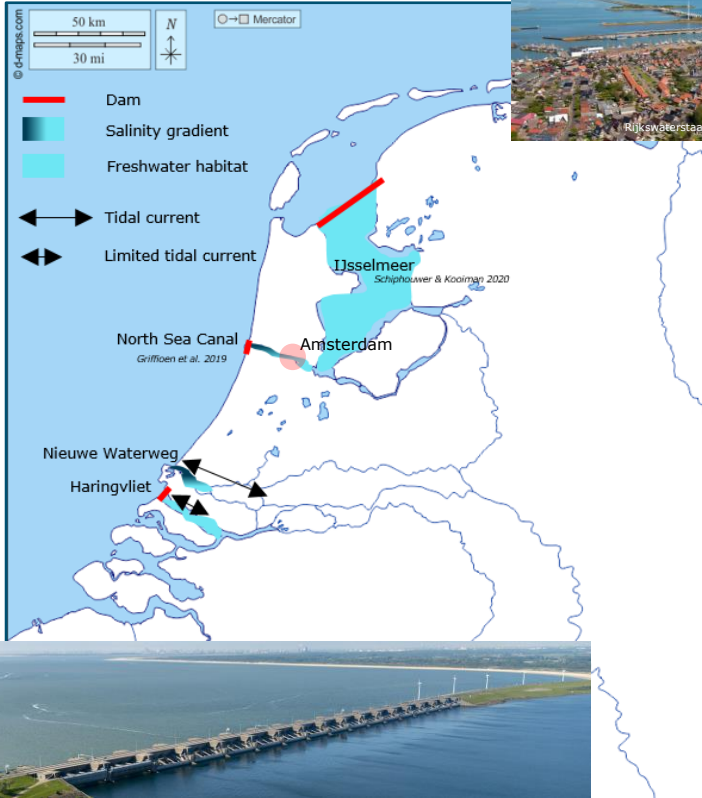 © d-maps.com
50 km
30 mi
N
Mercator
Rijkswaterstaa
Dam
Salinity gradient
Freshwater habitat
Tidal current
Limited tidal current
IJsselmeer
Schiphouwer & Kooiman 2020
North Sea Canal
Amsterdam
Griffioen et al. 2019
Nieuwe Waterweg
Haringvliet